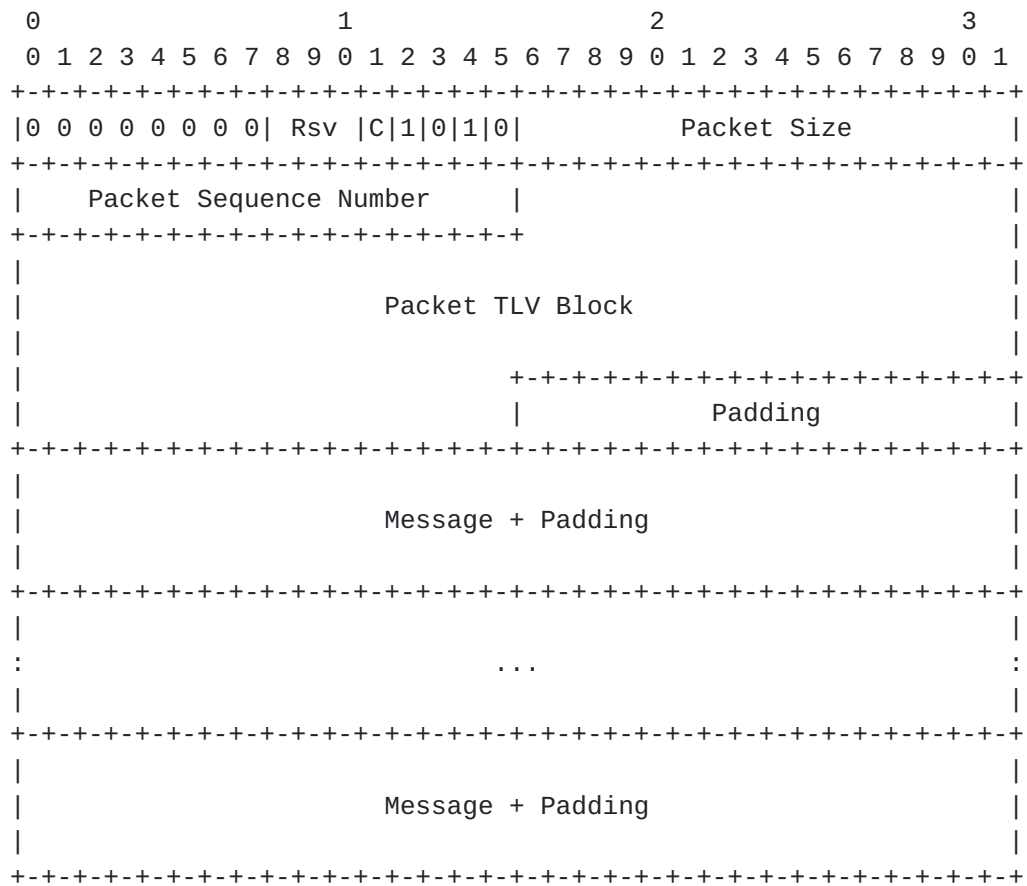 0                   1                   2                   3
 0 1 2 3 4 5 6 7 8 9 0 1 2 3 4 5 6 7 8 9 0 1 2 3 4 5 6 7 8 9 0 1
+-+-+-+-+-+-+-+-+-+-+-+-+-+-+-+-+-+-+-+-+-+-+-+-+-+-+-+-+-+-+-+-+
|0 0 0 0 0 0 0 0| Rsv |C|1|0|1|0|          Packet Size          |
+-+-+-+-+-+-+-+-+-+-+-+-+-+-+-+-+-+-+-+-+-+-+-+-+-+-+-+-+-+-+-+-+
|    Packet Sequence Number     |                               |
+-+-+-+-+-+-+-+-+-+-+-+-+-+-+-+-+                               |
|                                                               |
|                       Packet TLV Block                        |
|                                                               |
|                               +-+-+-+-+-+-+-+-+-+-+-+-+-+-+-+-+
|                               |            Padding            |
+-+-+-+-+-+-+-+-+-+-+-+-+-+-+-+-+-+-+-+-+-+-+-+-+-+-+-+-+-+-+-+-+
|                                                               |
|                       Message + Padding                       |
|                                                               |
+-+-+-+-+-+-+-+-+-+-+-+-+-+-+-+-+-+-+-+-+-+-+-+-+-+-+-+-+-+-+-+-+
|                                                               |
:                              ...                              :
|                                                               |
+-+-+-+-+-+-+-+-+-+-+-+-+-+-+-+-+-+-+-+-+-+-+-+-+-+-+-+-+-+-+-+-+
|                                                               |
|                       Message + Padding                       |
|                                                               |
+-+-+-+-+-+-+-+-+-+-+-+-+-+-+-+-+-+-+-+-+-+-+-+-+-+-+-+-+-+-+-+-+